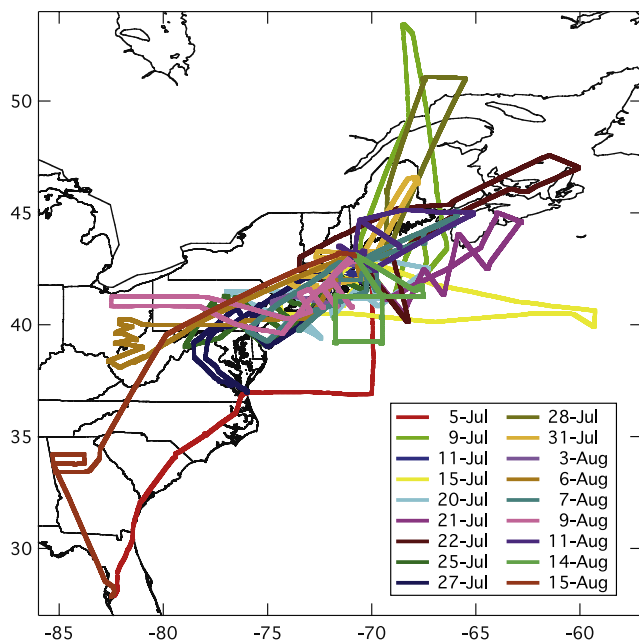 50
45
40
35
30
5-Jul 28-Jul
9-Jul 31-Jul
11-Jul 3-Aug
15-Jul 6-Aug
20-Jul 7-Aug
21-Jul 9-Aug
22-Jul 11-Aug
25-Jul 14-Aug
27-Jul 15-Aug
-85 -80 -75 -70 -65 -60